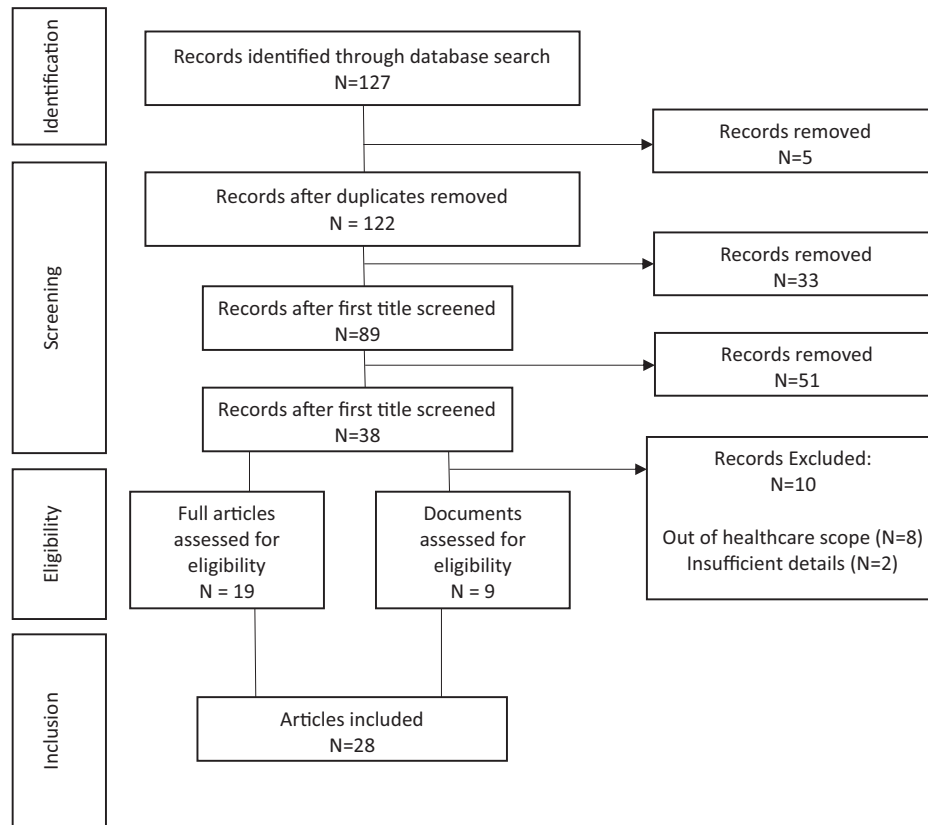 Identification
Records identified through database search
N=127
Records removed
N=5
Screening
Records after duplicates removed
N = 122
Records removed
N=33
Records after first title screened
N=89
Records removed
N=51
Records after first title screened
N=38
Eligibility
Full articles
assessed for
eligibility
N = 19
Documents
assessed for
eligibility
N = 9
Records Excluded:
N=10
Out of healthcare scope (N=8)
Insufficient details (N=2)
Inclusion
Articles included
N=28